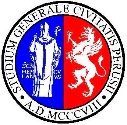 STUDIUM GENERALE CIVITATIS PERUSII
A.D. MCCCVIII